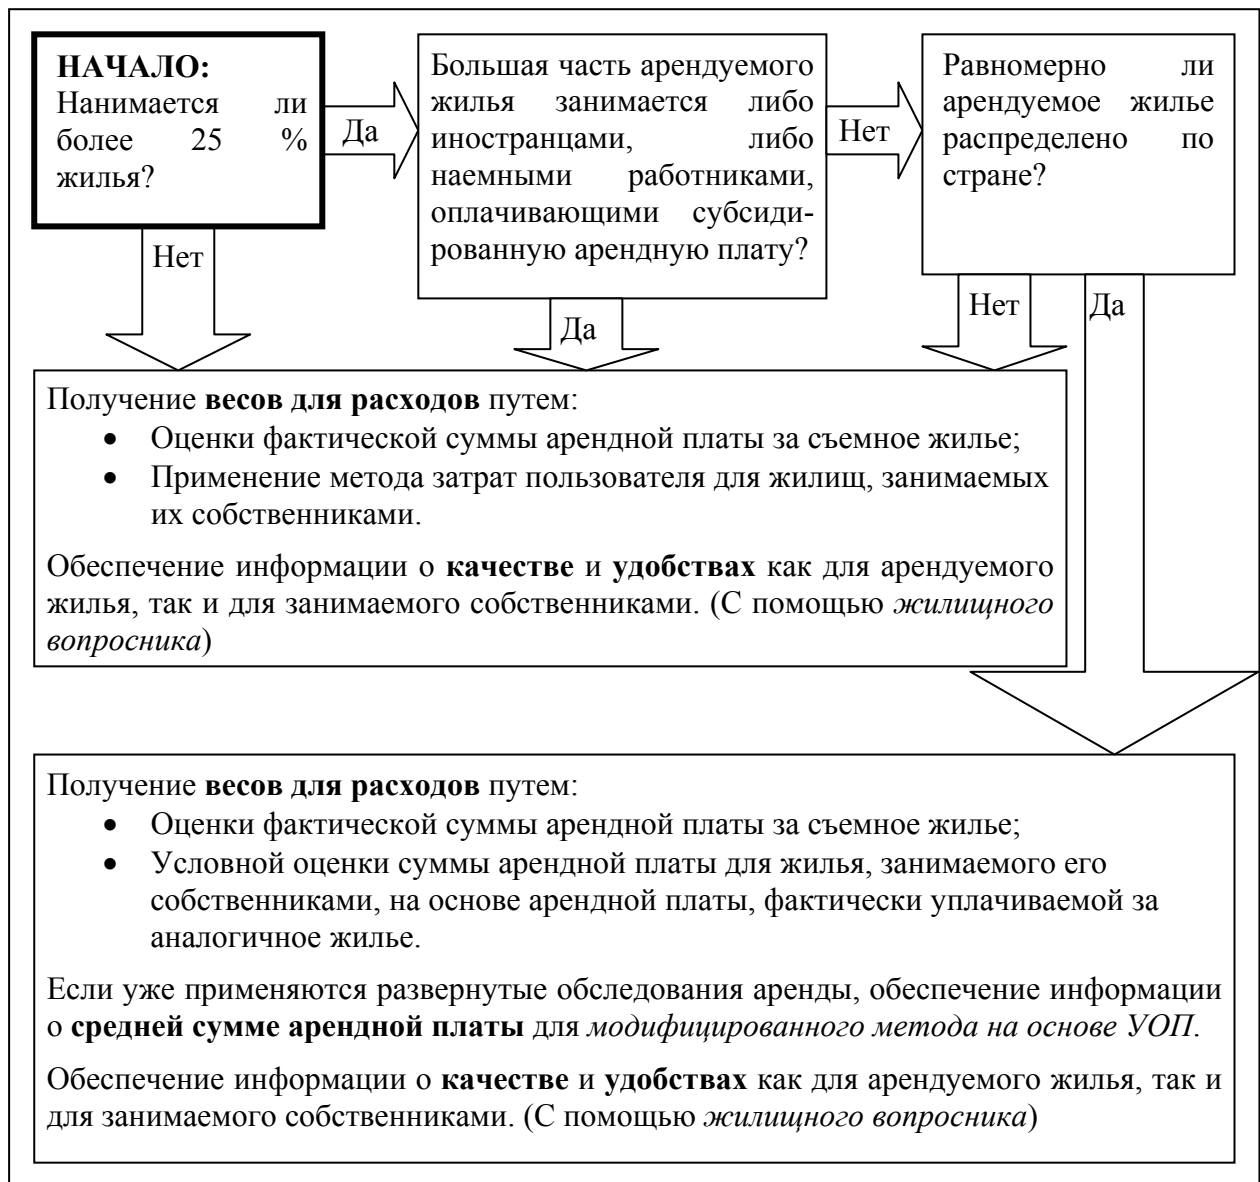 НАЧАЛО:
Нанимается ли
более 25 %
жилья?
Да
Большая часть арендуемого
жилья занимается либо
иностранцами, либо
наемными работниками,
оплачивающими субсиди-
рованную арендную плату?
Нет
Равномерно ли
арендуемое жилье
распределено по
стране?
Нет
Да
Нет
Да
Получение весов для расходов путем:
• Оценки фактической суммы арендной платы за съемное жилье;
• Применение метода затрат пользователя для жилищ, занимаемых
их собственниками.
Обеспечение информации о качестве и удобствах как для арендуемого
жилья, так и для занимаемого собственниками. (С помощью жилищного
вопросника)
Получение весов для расходов путем:
• Оценки фактической суммы арендной платы за съемное жилье;
• Условной оценки суммы арендной платы для жилья, занимаемого его
собственниками, на основе арендной платы, фактически уплачиваемой за
аналогичное жилье.
Если уже применяются развернутые обследования аренды, обеспечение информации
о средней сумме арендной платы для модифицированного метода на основе УОП.
Обеспечение информации о качестве и удобствах как для арендуемого жилья, так и
для занимаемого собственниками. (С помощью жилищного вопросника)